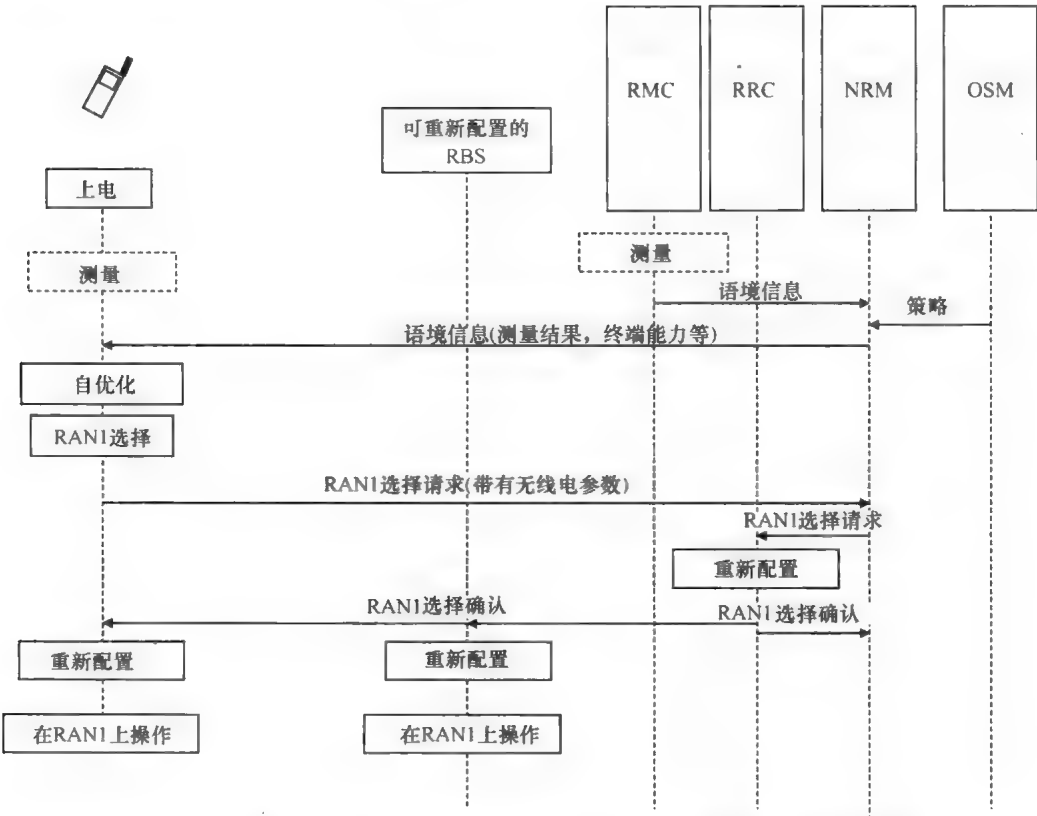 RMC
RRC
NRM
OSM
可重新配置的
RBS
上电
测量
测量
语境信息
策略
语境信息(测量结果，终端能力等)
自优化
RAN1选择
RAN1选择请求(带有无线电参数)
RAN1选择请求
重新配置
RAN1选择确认
RAN1选择确认
重新配置
重新配置
在RAN1上操作
在RAN1上操作